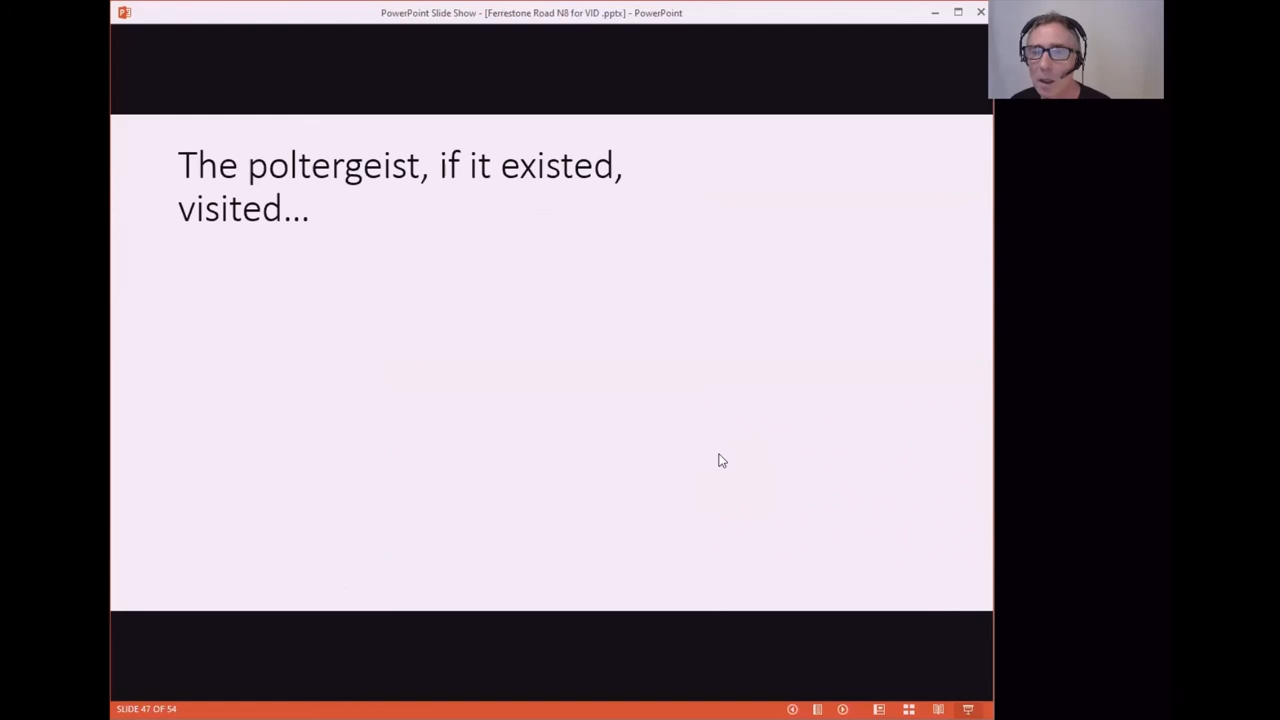 PowerPoint Slide Show - [Ferrestone Road N8 for VID .pptx] - PowerPoint
The poltergeist, if it existed,
visited...
SLIDE 47 OF 54